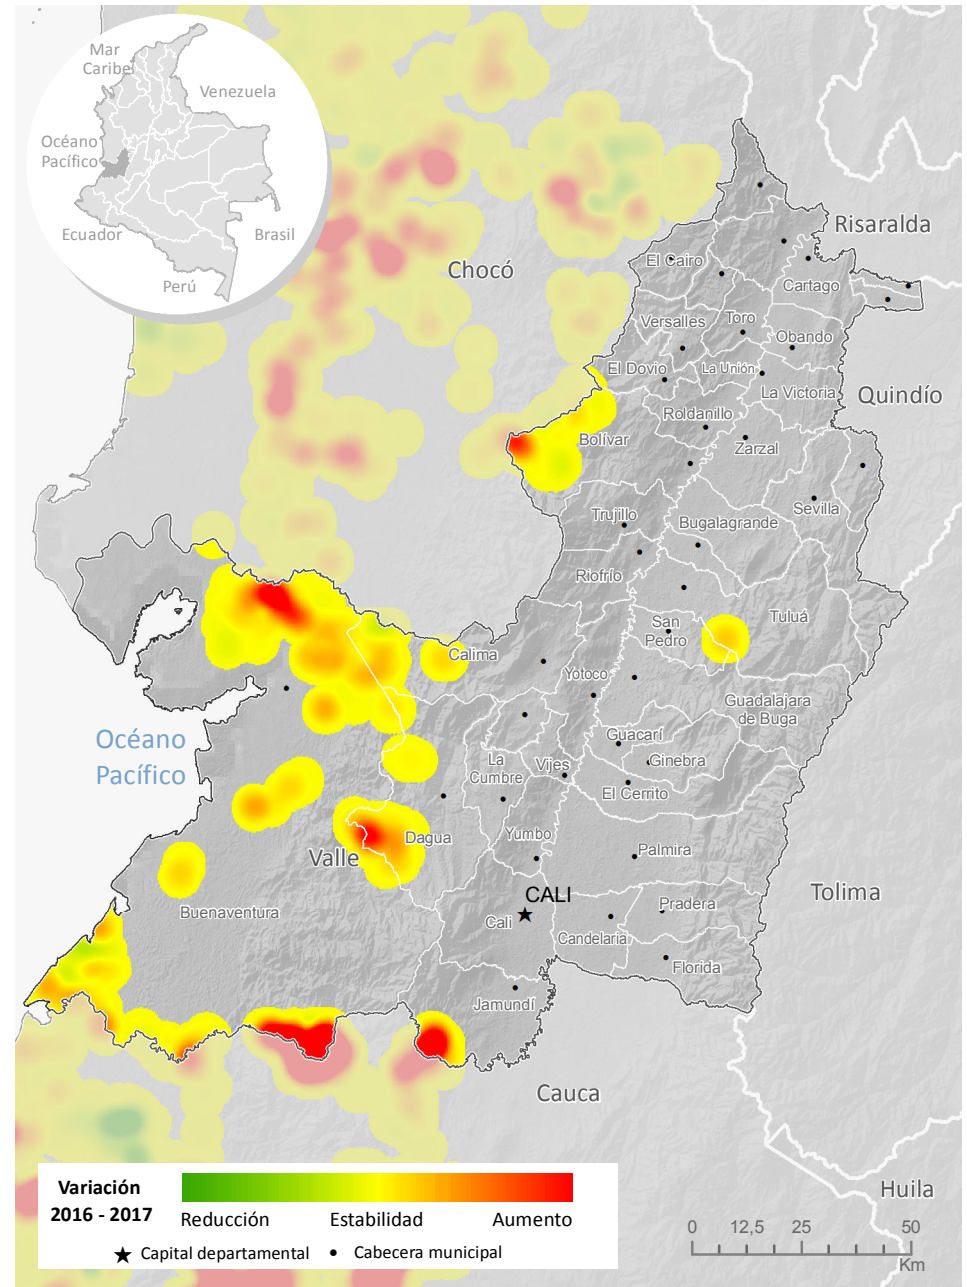 Mar
Caribe
Venezuela
Océano
Pacífico
Ecuador
Brasil
Perú
Chocó
Risaralda
El Cairo
Cartago
Versalles
Toro
Obando
El Dovio
La Unión
La Victoria
Quindío
Roldanillo
Bolívar
Zarzal
Sevilla
Trujillo
Bugalagrande
Riofrío
San
Pedro
Tuluá
Calima
Yotoco
Guadalajara
de Buga
Océano
Pacífico
Guacarí
La
Cumbre
Vijes
Ginebra
El Cerrito
Yumbo
Dagua
Valle
Palmira
Tolima
CALI
Buenaventura
Cali
Pradera
Candelaria
Florida
Jamundí
Cauca
Huila
Variación
2016 - 2017
Reducción
Estabilidad
Aumento
Capital departamental
Cabecera municipal
0
12,5
25
50
Km